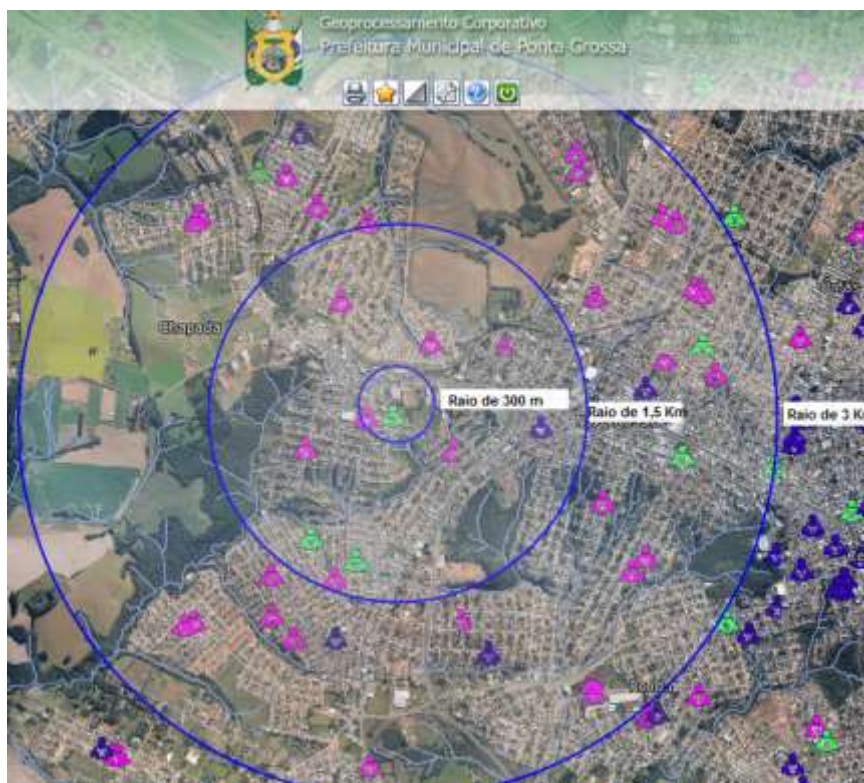 Geoprocessamento Corporativo
Prefeitura Municipal de Ponta Grossa
Chapada
Raio de 300 m
Raio de 1,5 Km
Raio de 3 K